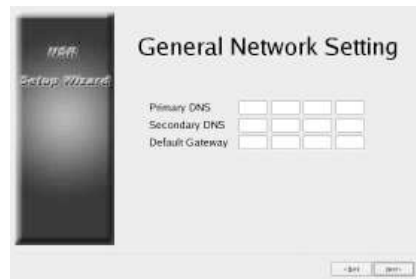 Setup Wizard
General Network Setting
Primary DNS
Secondary DNS
Default Gateway